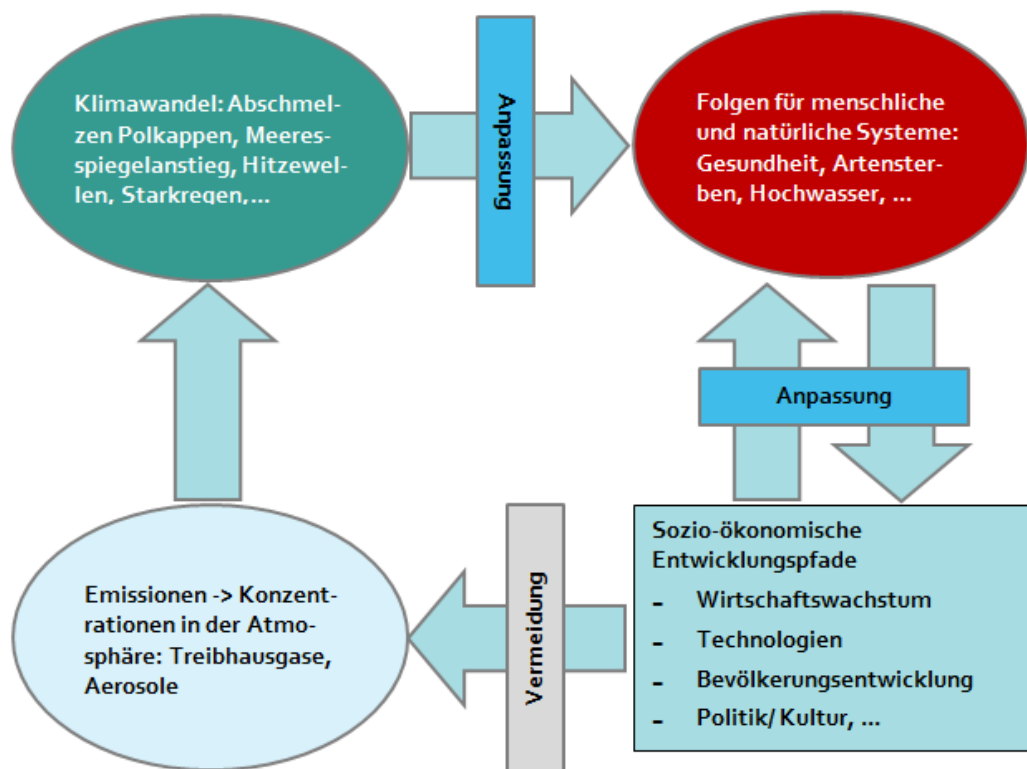 Klimawandel: Abschmel-
zen Polkappen, Meeres-
spiegelanstieg, Hitzewel-
len, Starkregen,...
Anpassung
Folgen für menschliche
und natürliche Systeme:
Gesundheit, Artenster-
ben, Hochwasser, ...
Anpassung
Emissionen -> Konzent-
rationen in der Atmo-
sphäre: Treibhausgase,
Aerosole
Vermeidung
Sozio-ökonomische
Entwicklungspfade
- Wirtschaftswachstum
- Technologien
- Bevölkerungsentwicklung
- Politik/ Kultur, ...